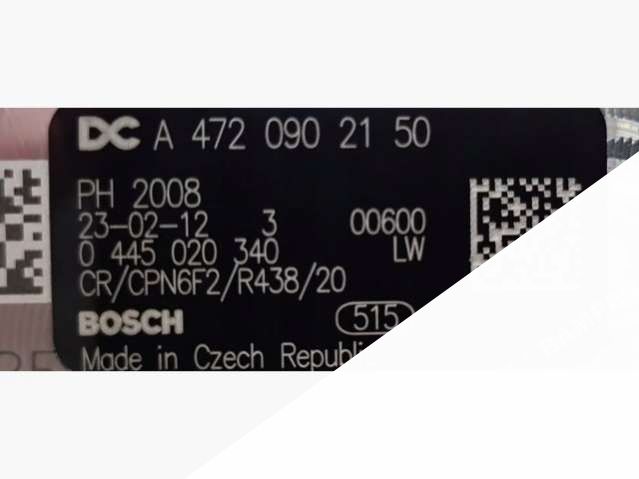 DC A 472 090 21 50
PH 2008
23-02-12 3 00600
0 445 020 340 LW
CR/CPN6F2/R438/20
BOSCH 515
Made in Czech